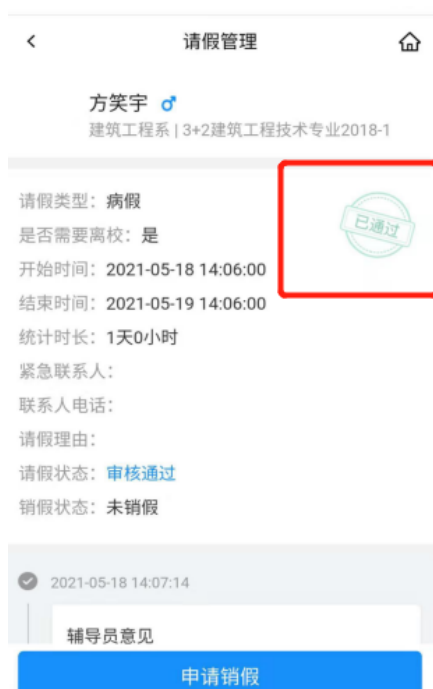 请假管理
方笑宇
建筑工程系 | 3+2建筑工程技术专业2018-1
请假类型：病假
已通过
是否需要离校：是
开始时间：2021-05-18 14:06:00
结束时间：2021-05-19 14:06:00
统计时长：1天0小时
紧急联系人：
联系人电话：
请假理由：
请假状态：审核通过
销假状态：未销假
2021-05-18 14:07:14
辅导员意见
申请销假